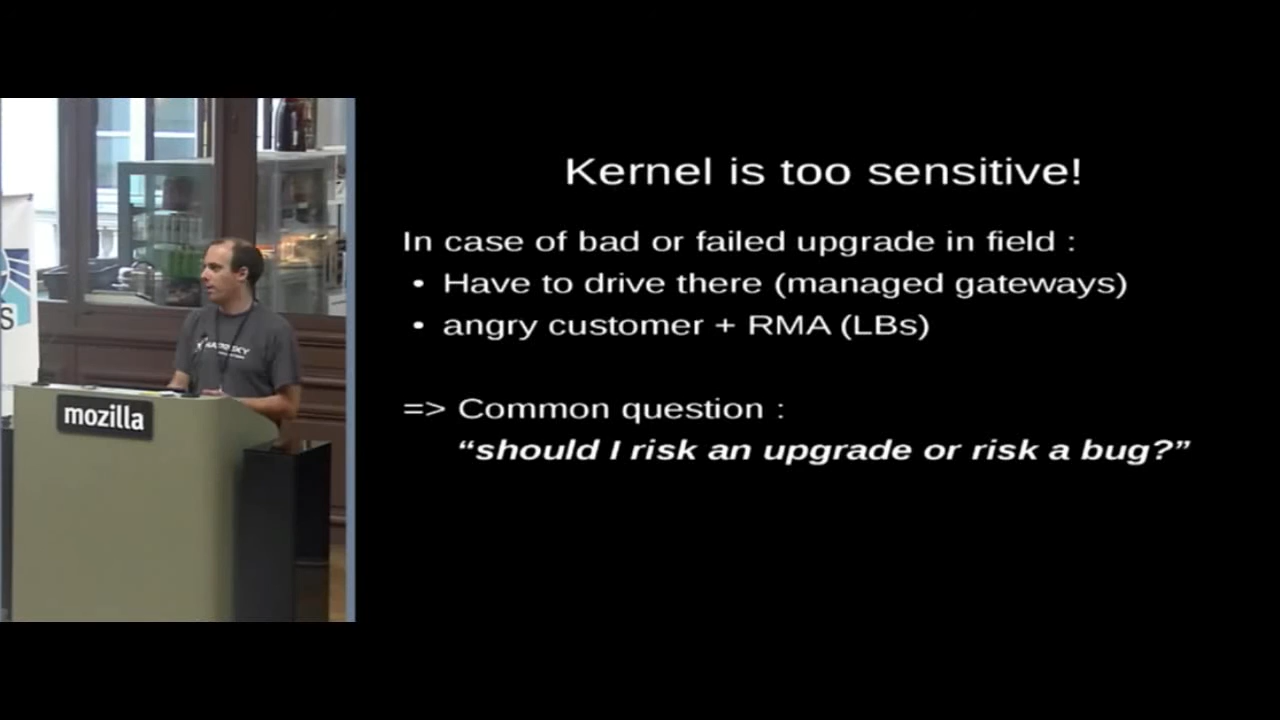 Kernel is too sensitive!
In case of bad or failed upgrade in field :
• Have to drive there (managed gateways)
• angry customer + RMA (LBs)
=> Common question :
“should I risk an upgrade or risk a bug?”
mozilla
S